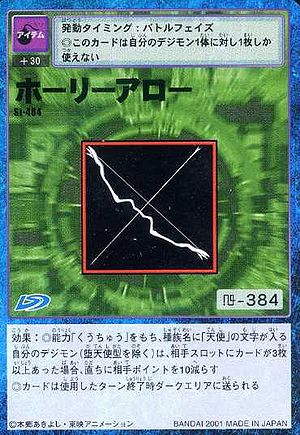 アイテム
+30
発動タイミング:バトルフェイズ
◎このカードは自分のデジモン1体に対し1枚しか
使えない
ホーリーアロー
St-484
-384
効果:◎能力「くうちゅう」をもち、種族名に「天使」の文字が入る
自分のデジモン(堕天使型を除く)は、相手スロットにカードが3枚
以上あった場合、直ちに相手ポイントを10減らす
◎カードは使用したターン終了時ダークエリアに送られる
©本郷あきよし・東映アニメーション
BANDAI 2001 MADE IN JAPAN